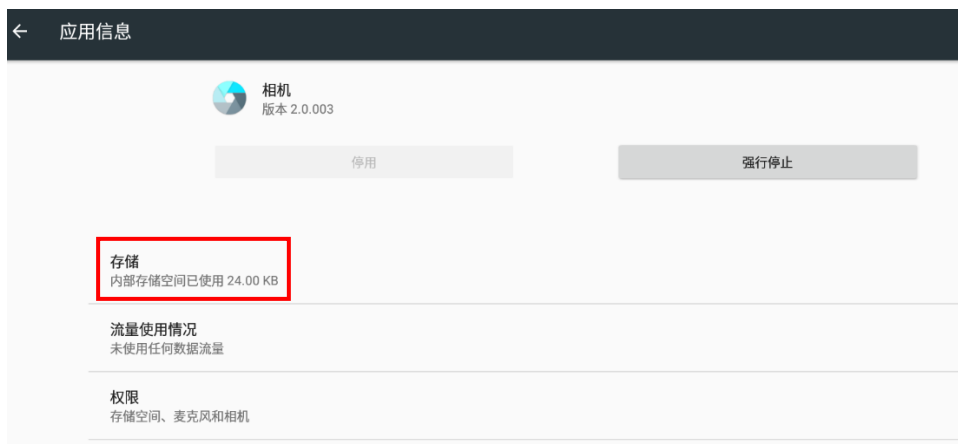 应用信息
相机
版本 2.0.003
停用
强行停止
存储
内部存储空间已使用 24.00 KB
流量使用情况
未使用任何数据流量
权限
存储空间、麦克风和相机